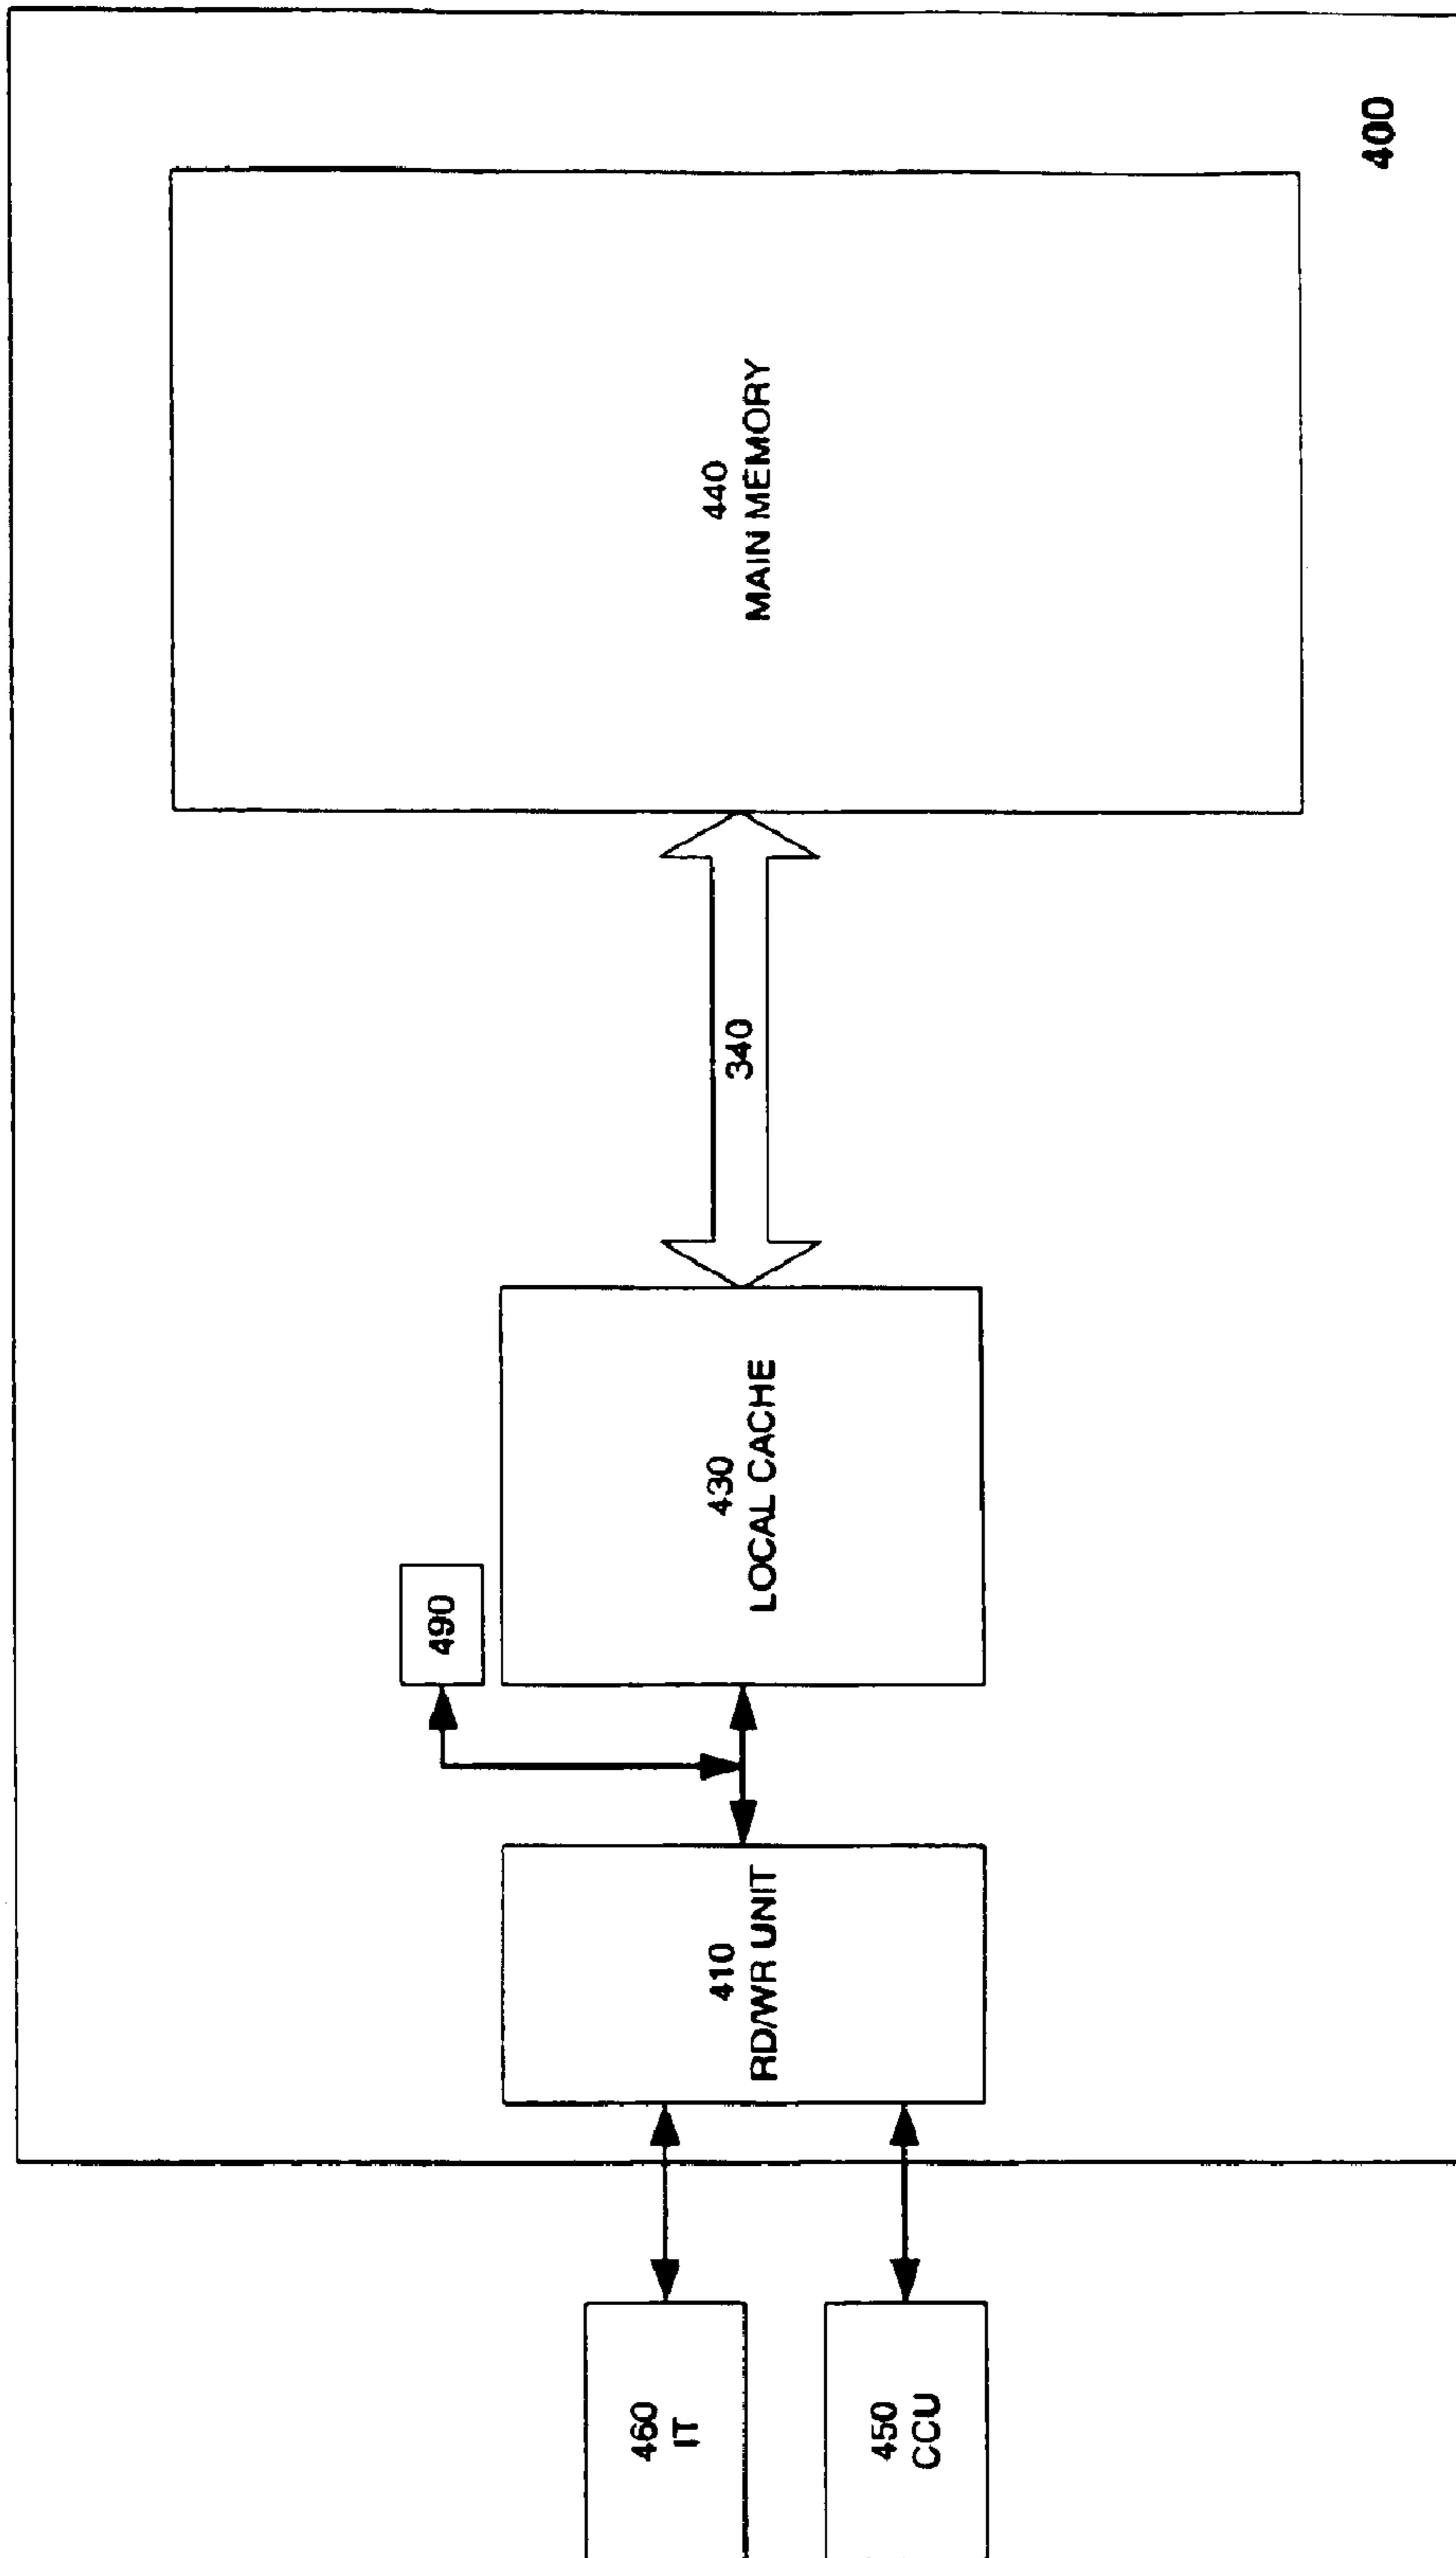 460
IT
450
CCU
410
RD/WR UNIT
490
430
LOCAL CACHE
340
440
MAIN MEMORY
400